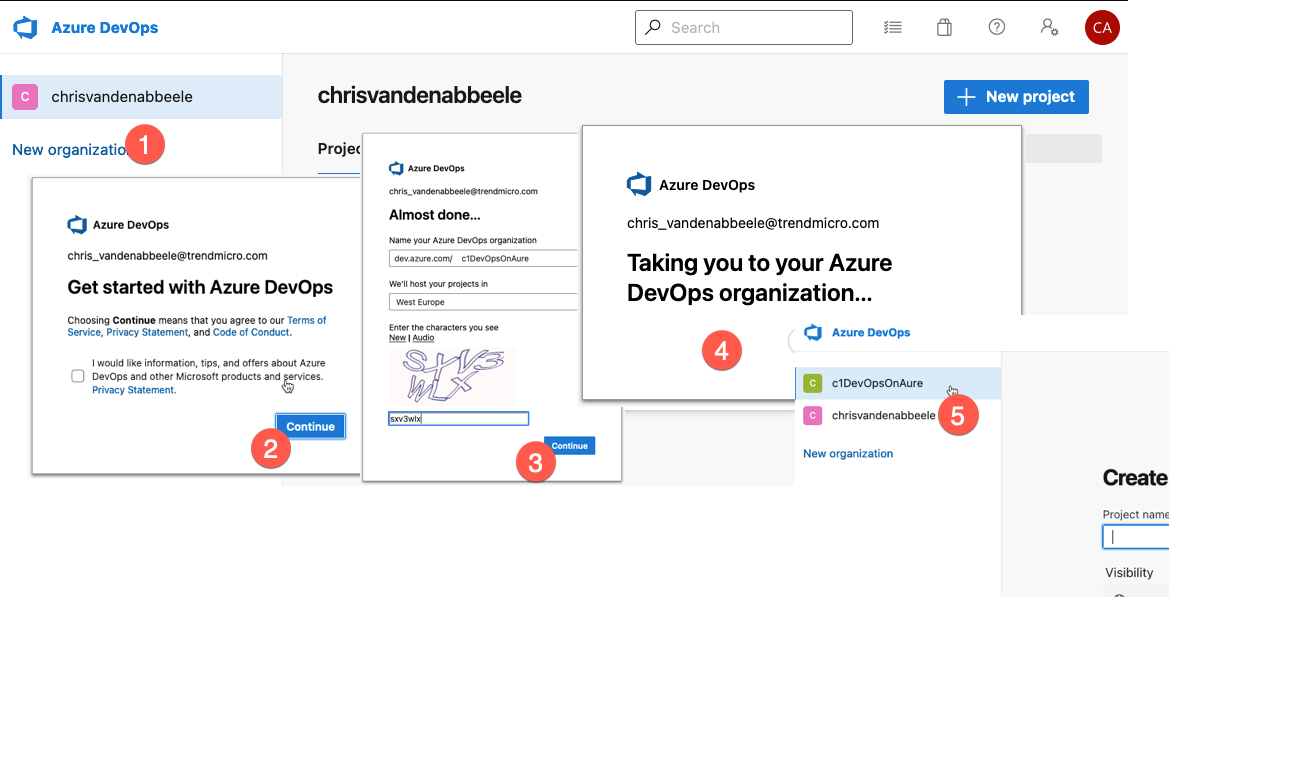 Azure DevOps
Search
CA
C chrisvandenabbeele
chrisvandenabbeele
New project
New organizatio
1
Projec
Azure DevOps
chris_vandenabbeele@trendmicro.com
Get started with Azure DevOps
Choosing Continue means that you agree to our Terms of
Service, Privacy Statement, and Code of Conduct.
I would like information, tips, and offers about Azure
DevOps and other Microsoft products and services.
Privacy Statement.
Continue
2
Azure DevOps
chris_vandenabbeele@trendmicro.com
Almost done...
Name your Azure DevOps organization
dev.azure.com/ c1DevOpsOnAure
We'll host your projects in
West Europe
Enter the characters you see
New | Audio
SXV3
WLX
sxv3wlx
Continue
3
Azure DevOps
chris_vandenabbeele@trendmicro.com
Taking you to your Azure
DevOps organization...
4
Azure DevOps
C c1DevOpsOnAure
C chrisvandenabbeele
5
New organization
Create
Project name
Visibility